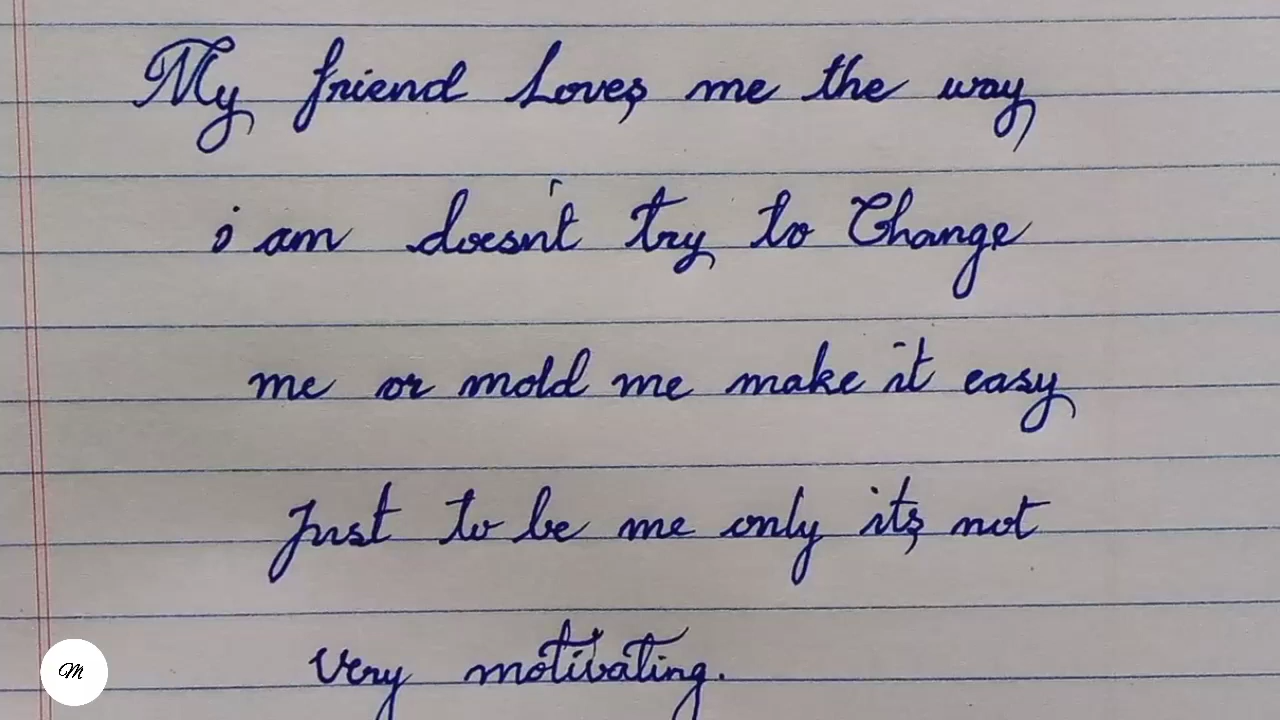 My friend Loves me the way
i am doesn't try to Change
me or mold me make it easy
Just to be me only its not
Very motivating.
M